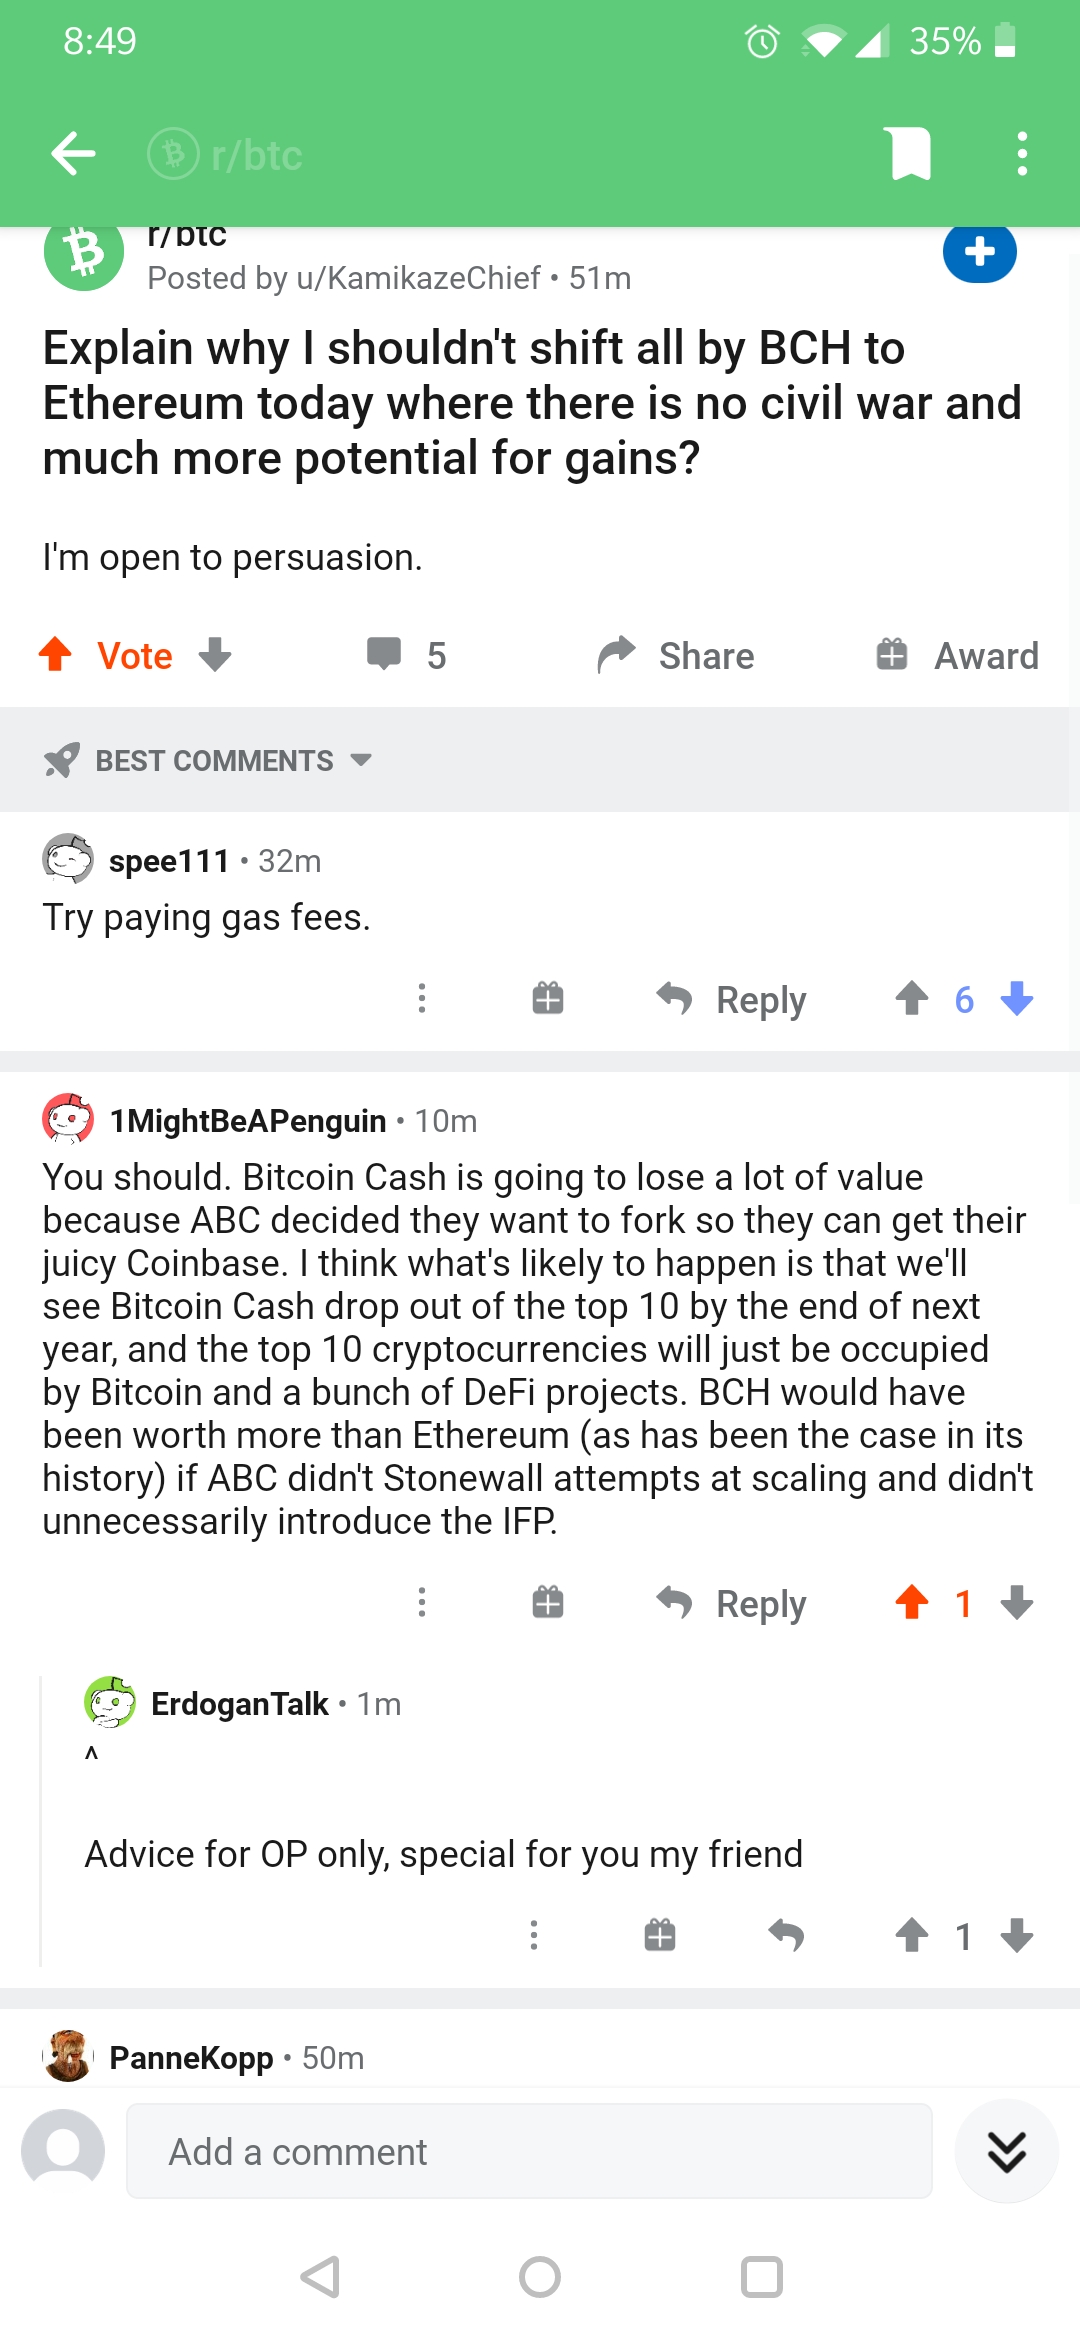 8:49
35%
r/btc
r/btc
Posted by u/KamikazeChief • 51m
Explain why I shouldn't shift all by BCH to
Ethereum today where there is no civil war and
much more potential for gains?
I'm open to persuasion.
Vote
5
Share
Award
BEST COMMENTS
spee111 • 32m
Try paying gas fees.
Reply
6
1MightBeAPenguin • 10m
You should. Bitcoin Cash is going to lose a lot of value
because ABC decided they want to fork so they can get their
juicy Coinbase. I think what's likely to happen is that we'll
see Bitcoin Cash drop out of the top 10 by the end of next
year, and the top 10 cryptocurrencies will just be occupied
by Bitcoin and a bunch of DeFi projects. BCH would have
been worth more than Ethereum (as has been the case in its
history) if ABC didn't Stonewall attempts at scaling and didn't
unnecessarily introduce the IFP.
Reply
1
ErdoganTalk • 1m
^
Advice for OP only, special for you my friend
1
PanneKopp • 50m
Add a comment